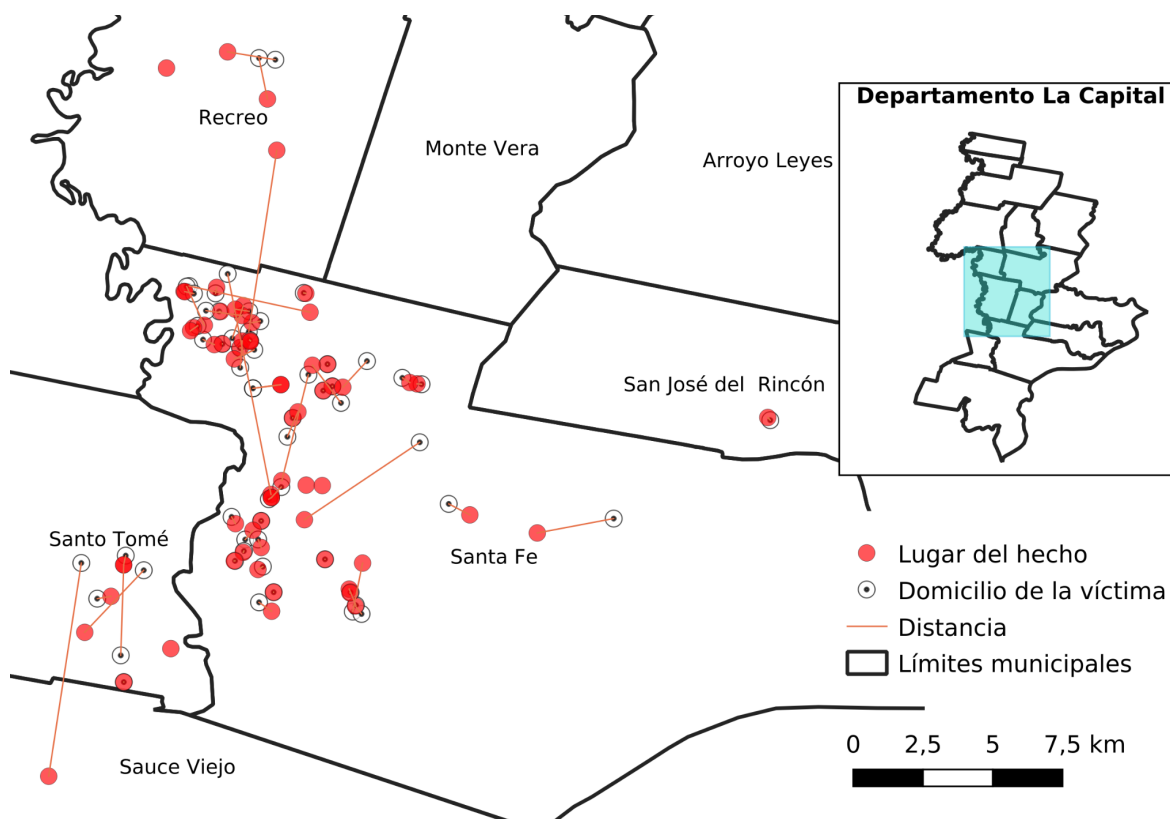 Departamento La Capital
Recreo
Monte Vera
Arroyo Leyes
San José del Rincón
Santo Tomé
Santa Fe
Sauce Viejo
Lugar del hecho
Domicilio de la víctima
Distancia
Límites municipales
0 2,5 5 7,5 km